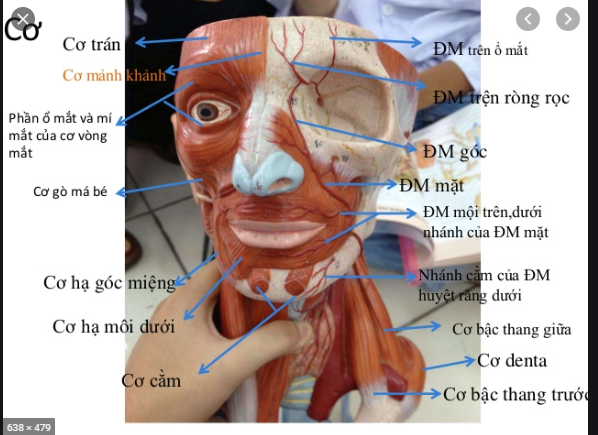 Cơ
Cơ trán
Cơ mảnh khảnh
Phần ổ mắt và mí
mắt của cơ vòng
mắt
Cơ gò má bé
Cơ hạ góc miệng
Cơ hạ môi dưới
Cơ cằm
ĐM trên ổ mắt
ĐM trện ròng rọc
ĐM góc
ĐM mặt
ĐM mội trên,dưới
nhánh của ĐM mặt
Nhánh cằm của ĐM
huyệt răng dưới
Cơ bậc thang giữa
Cơ denta
Cơ bậc thang trước
638 × 479